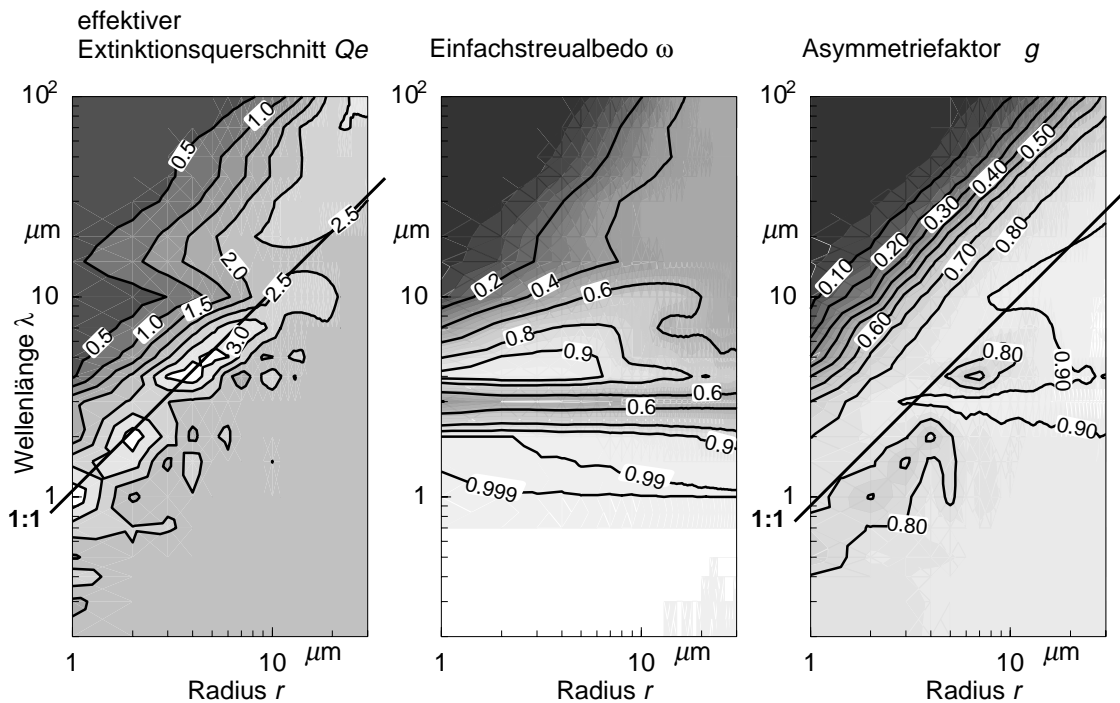 effektiver
Extinktionsquerschnitt Qe
Einfachstreualbedo ω
Asymmetriefaktor g
10² 10² 10²
0.5 1.0
0.50
0.40
0.30
0.20
0.10
0.80
0.70
0.60
μm μm μm
2.5
2.0
2.5
1.5
1.0
0.5
3.0
0.2 0.4 0.6
0.8
0.9
0.6
0.6
0.9
0.99
0.999
0.80
0.90
0.90
0.80
10 10 10
Wellenlänge λ
1 1 1
1:1 1:1
1 10 μm 1 10 μm 1 10 μm
Radius r Radius r Radius r